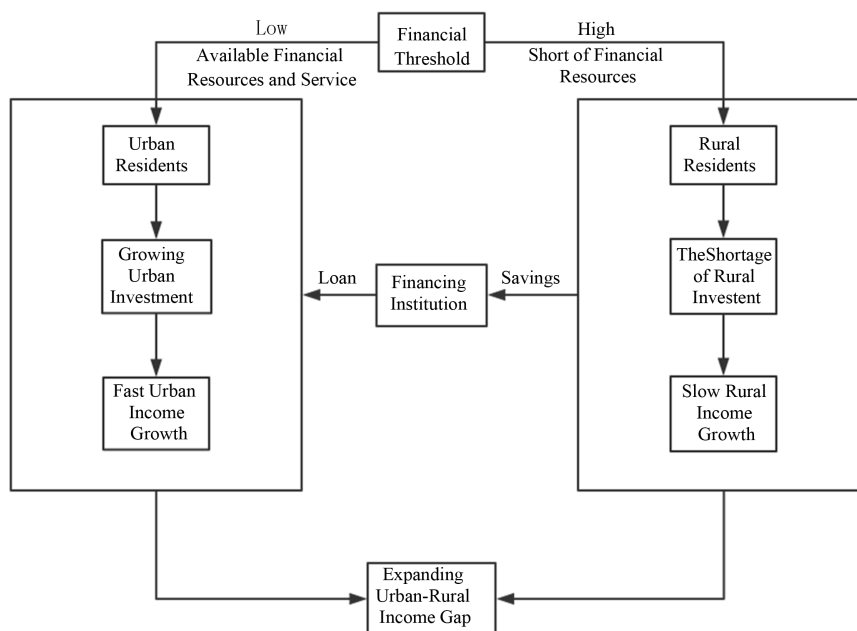 Low
Available Financial
Resources and Service
Financial
Threshold
High
Short of Financial
Resources
Urban
Residents
Growing
Urban
Investment
Fast Urban
Income
Growth
Loan
Financing
Institution
Savings
Rural
Residents
TheShortage
of Rural
Investent
Slow Rural
Income
Growth
Expanding
Urban-Rural
Income Gap